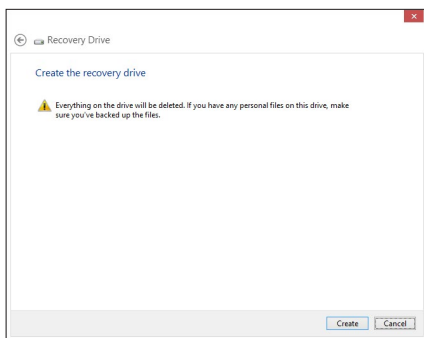 Recovery Drive
Create the recovery drive
Everything on the drive will be deleted. If you have any personal files on this drive, make
sure you've backed up the files.
Create Cancel